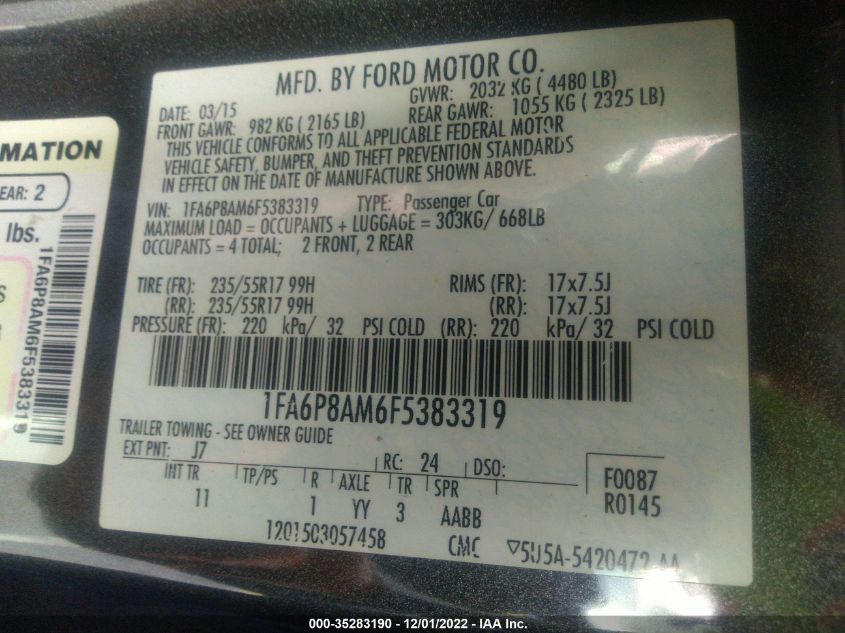 MFD. BY FORD MOTOR CO.
DATE: 03/15 GVWR: 2032 KG ( 4480 LB)
FRONT GAWR: 982 KG ( 2165 LB) REAR GAWR: 1055 KG ( 2325 LB)
THIS VEHICLE CONFORMS TO ALL APPLICABLE FEDERAL MOTOR
VEHICLE SAFETY, BUMPER, AND THEFT PREVENTION STANDARDS
IN EFFECT ON THE DATE OF MANUFACTURE SHOWN ABOVE.
VIN: 1FA6P8AM6F5383319 TYPE: Passenger Car
MAXIMUM LOAD = OCCUPANTS + LUGGAGE = 303KG/ 668LB
OCCUPANTS = 4 TOTAL; 2 FRONT, 2 REAR
TIRE (FR): 235/55R17 99H RIMS (FR): 17x7.5J
(RR): 235/55R17 99H (RR): 17x7.5J
PRESSURE (FR): 220 kPa/ 32 PSI COLD (RR): 220 kPa/ 32 PSI COLD
1FA6P8AM6F5383319
TRAILER TOWING - SEE OWNER GUIDE
EXT PNT: J7 RC: 24 DSO:
INT TR TP/PS R AXLE TR SPR F0087
11 1 YY 3 AABB R0145
1201503057458 CMC ▽5U5A-5420472-AA
MATION
EAR: 2
lbs.
S
1FA6P8AM6F5383319
000-35283190 - 12/01/2022 - IAA Inc.